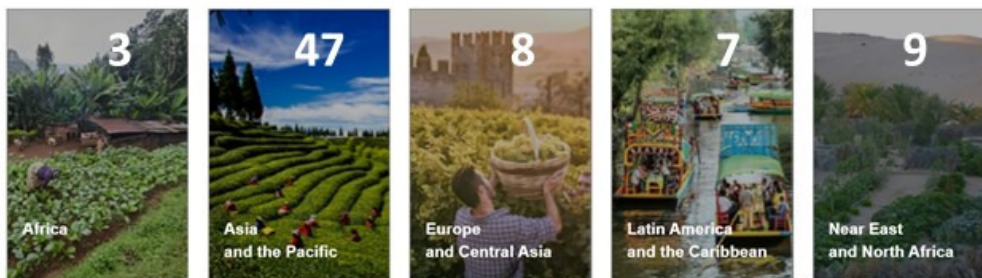 3
Africa
47
Asia
and the Pacific
8
Europe
and Central Asia
7
Latin America
and the Caribbean
9
Near East
and North Africa